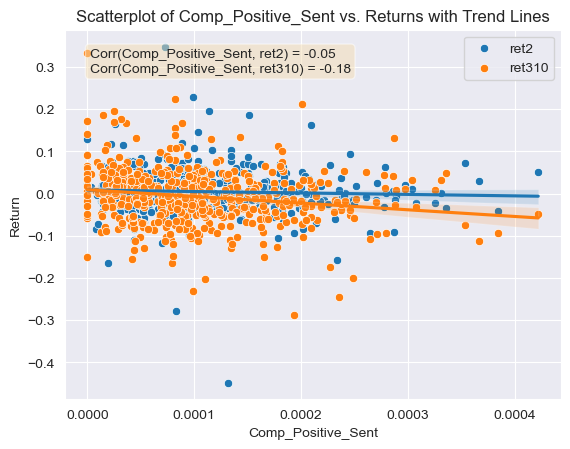 Scatterplot of Comp_Positive_Sent vs. Returns with Trend Lines
Corr(Comp_Positive_Sent, ret2) = -0.05
Corr(Comp_Positive_Sent, ret310) = -0.18
ret2
ret310
0.3
0.2
0.1
0.0
−0.1
−0.2
−0.3
−0.4
Return
0.0000
0.0001
0.0002
0.0003
0.0004
Comp_Positive_Sent